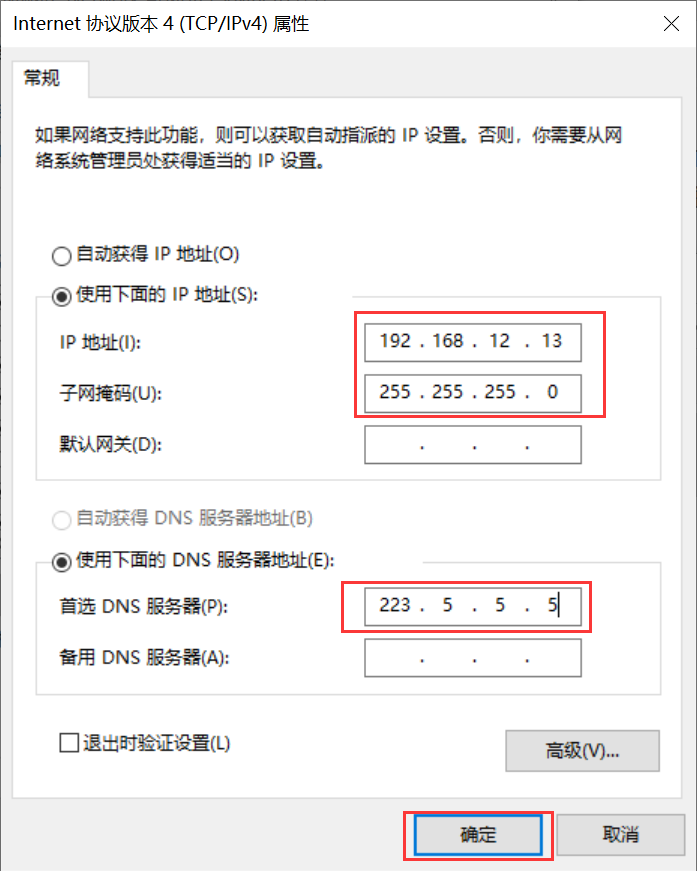 Internet 协议版本 4 (TCP/IPv4) 属性
常规
如果网络支持此功能，则可以获取自动指派的 IP 设置。否则，你需要从网
络系统管理员处获得适当的 IP 设置。
自动获得 IP 地址(O)
使用下面的 IP 地址(S):
IP 地址(I): 192 . 168 . 12 . 13
子网掩码(U): 255 . 255 . 255 . 0
默认网关(D): . . .
自动获得 DNS 服务器地址(B)
使用下面的 DNS 服务器地址(E):
首选 DNS 服务器(P): 223 . 5 . 5 . 5
备用 DNS 服务器(A): . . .
退出时验证设置(L)
高级(V)...
确定 取消